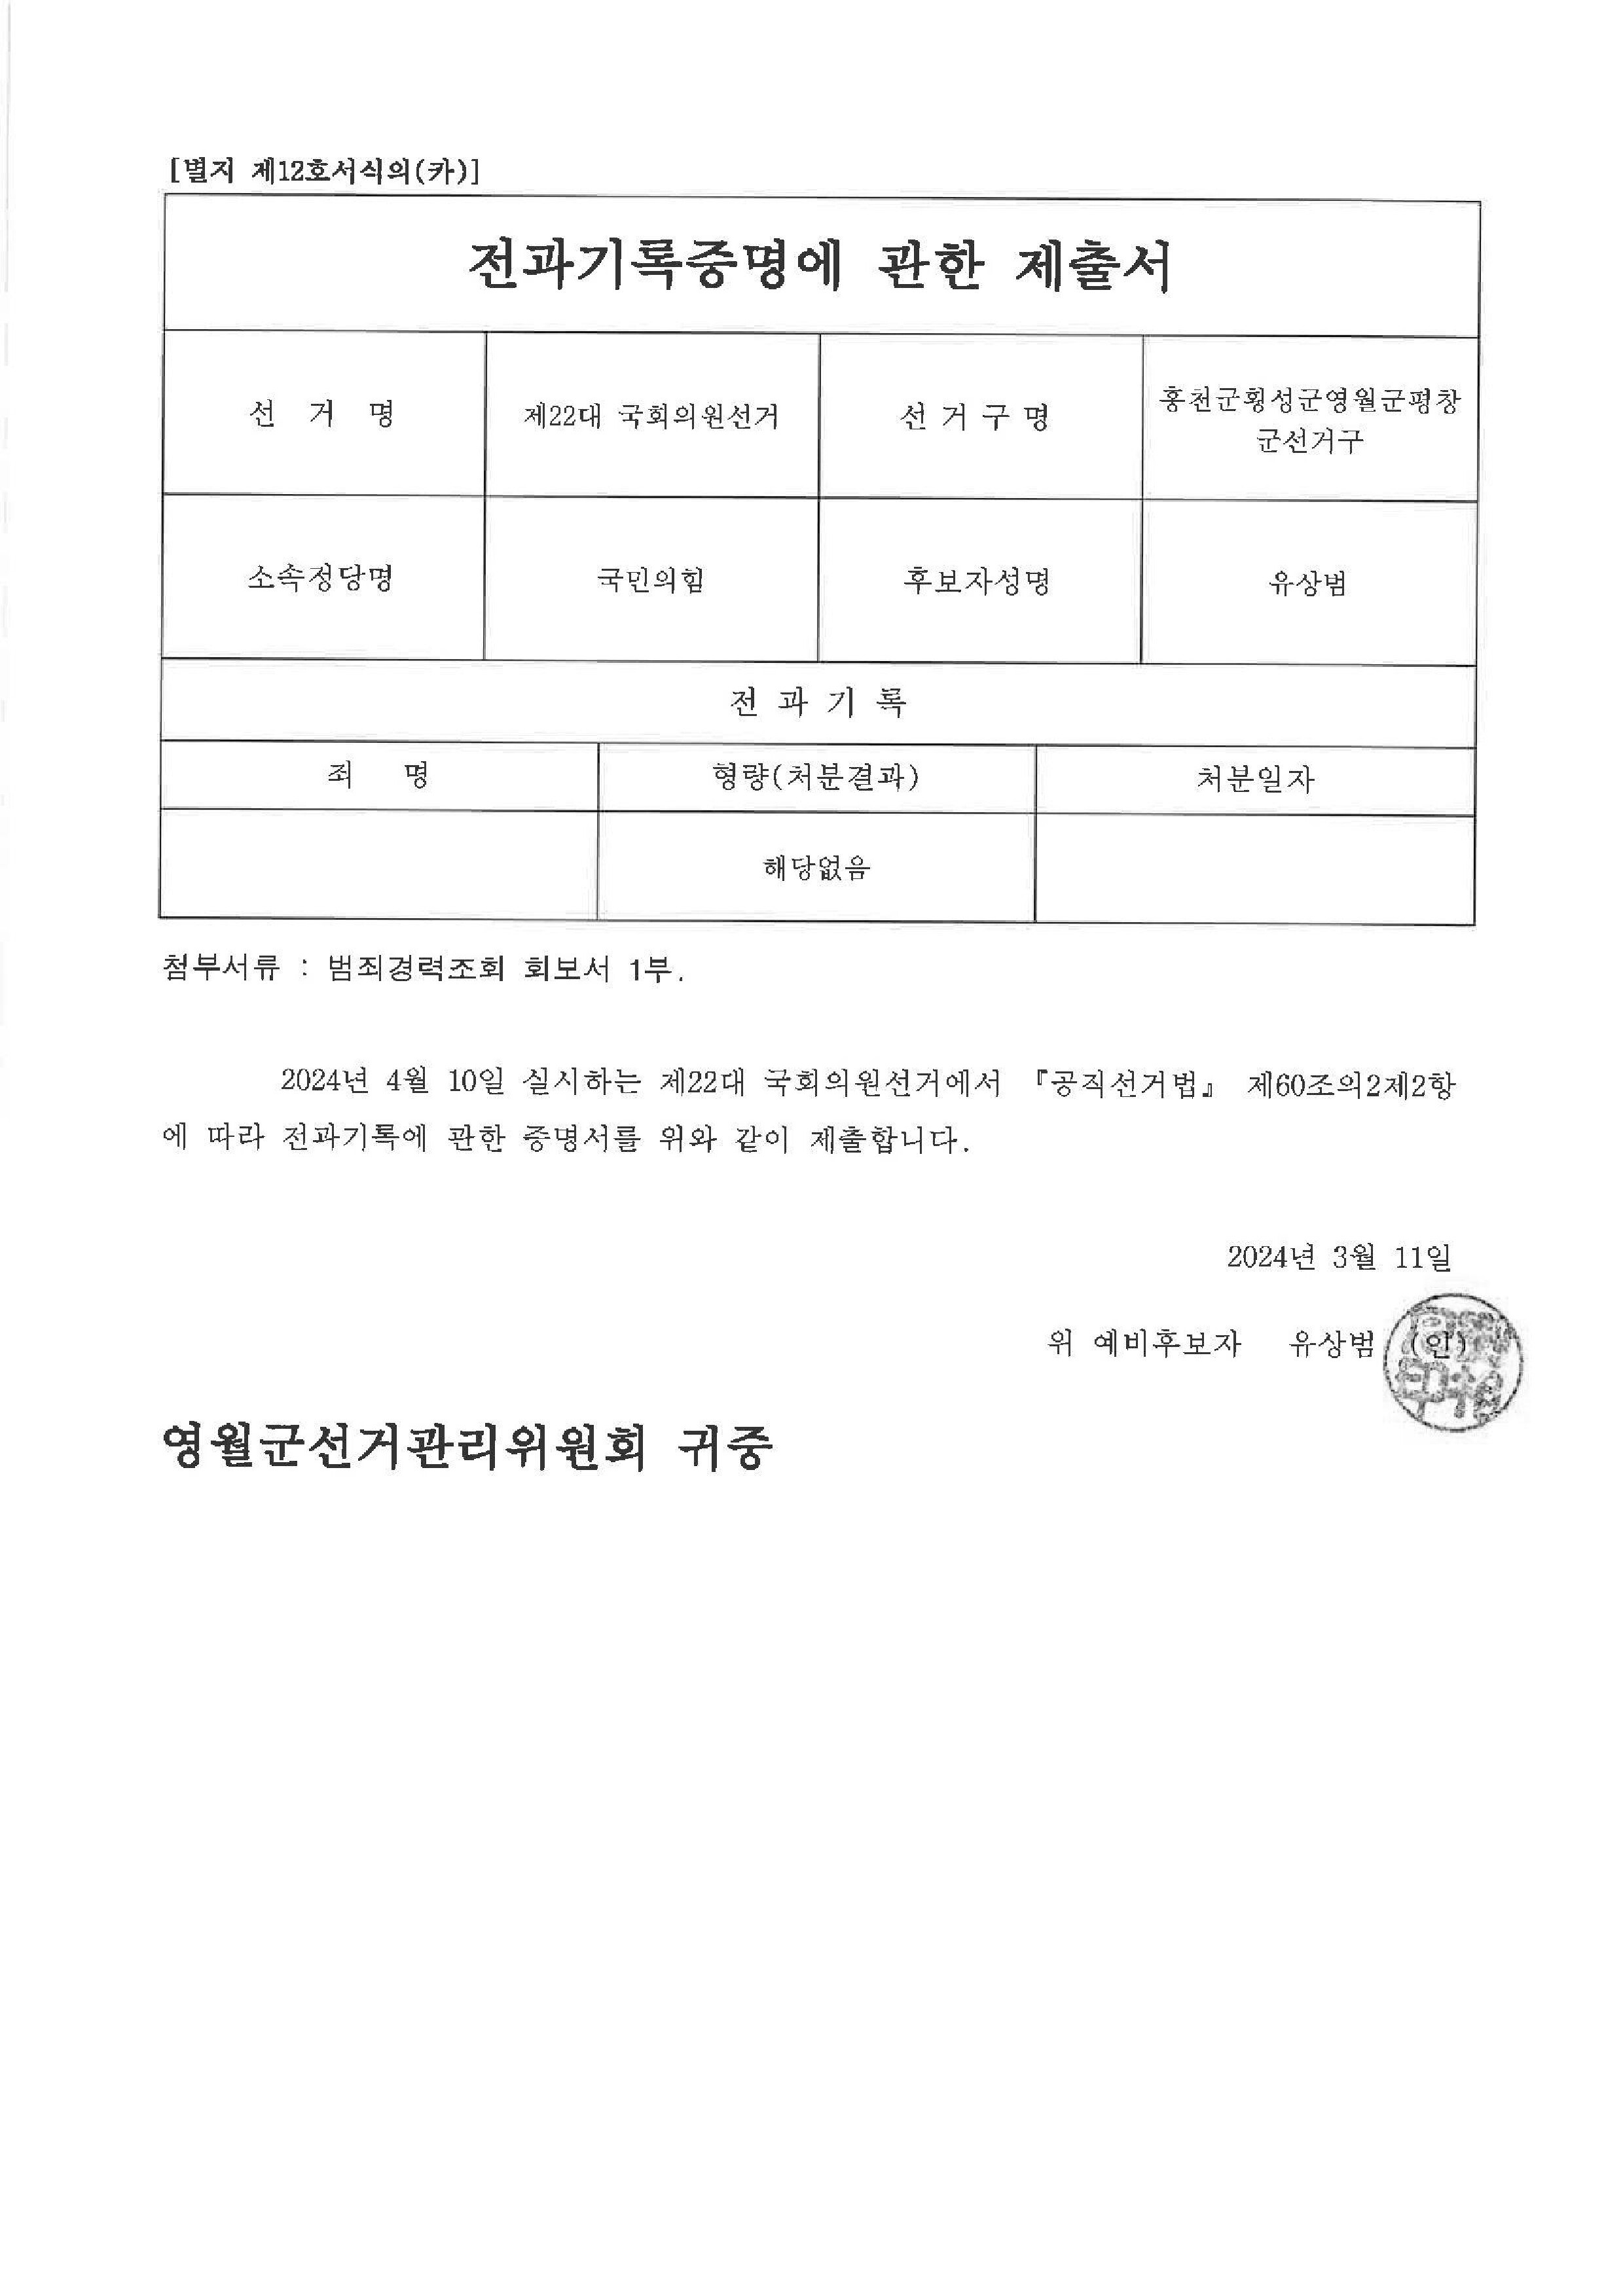 [별지 제12호서식의(카)]
전과기록증명에 관한 제출서
선 거 명
제22대 국회의원선거
선 거 구 명
홍천군횡성군영월군평창
군선거구
소속정당명
국민의힘
후보자성명
유상범
전 과 기 록
죄 명
형량(처분결과)
처분일자
해당없음
첨부서류 : 범죄경력조회 회보서 1부.
2024년 4월 10일 실시하는 제22대 국회의원선거에서 『공직선거법』 제60조의2제2항
에 따라 전과기록에 관한 증명서를 위와 같이 제출합니다.
2024년 3월 11일
위 예비후보자 유상범 (인)
영월군선거관리위원회 귀중